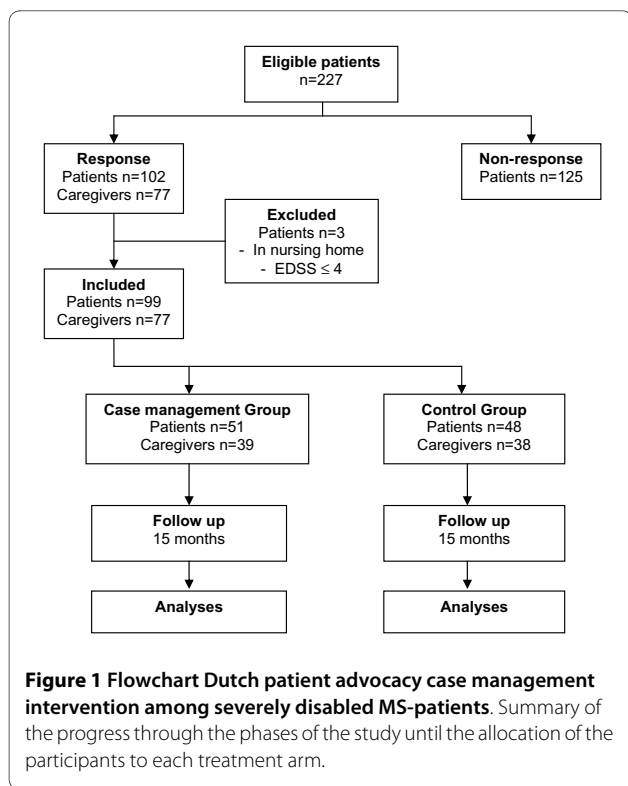 Eligible patients
n=227
Response
Patients n=102
Caregivers n=77
Non-response
Patients n=125
Excluded
Patients n=3
- In nursing home
- EDSS ≤ 4
Included
Patients n=99
Caregivers n=77
Case management Group
Patients n=51
Caregivers n=39
Control Group
Patients n=48
Caregivers n=38
Follow up
15 months
Follow up
15 months
Analyses
Analyses
Figure 1 Flowchart Dutch patient advocacy case management
intervention among severely disabled MS-patients. Summary of
the progress through the phases of the study until the allocation of the
participants to each treatment arm.